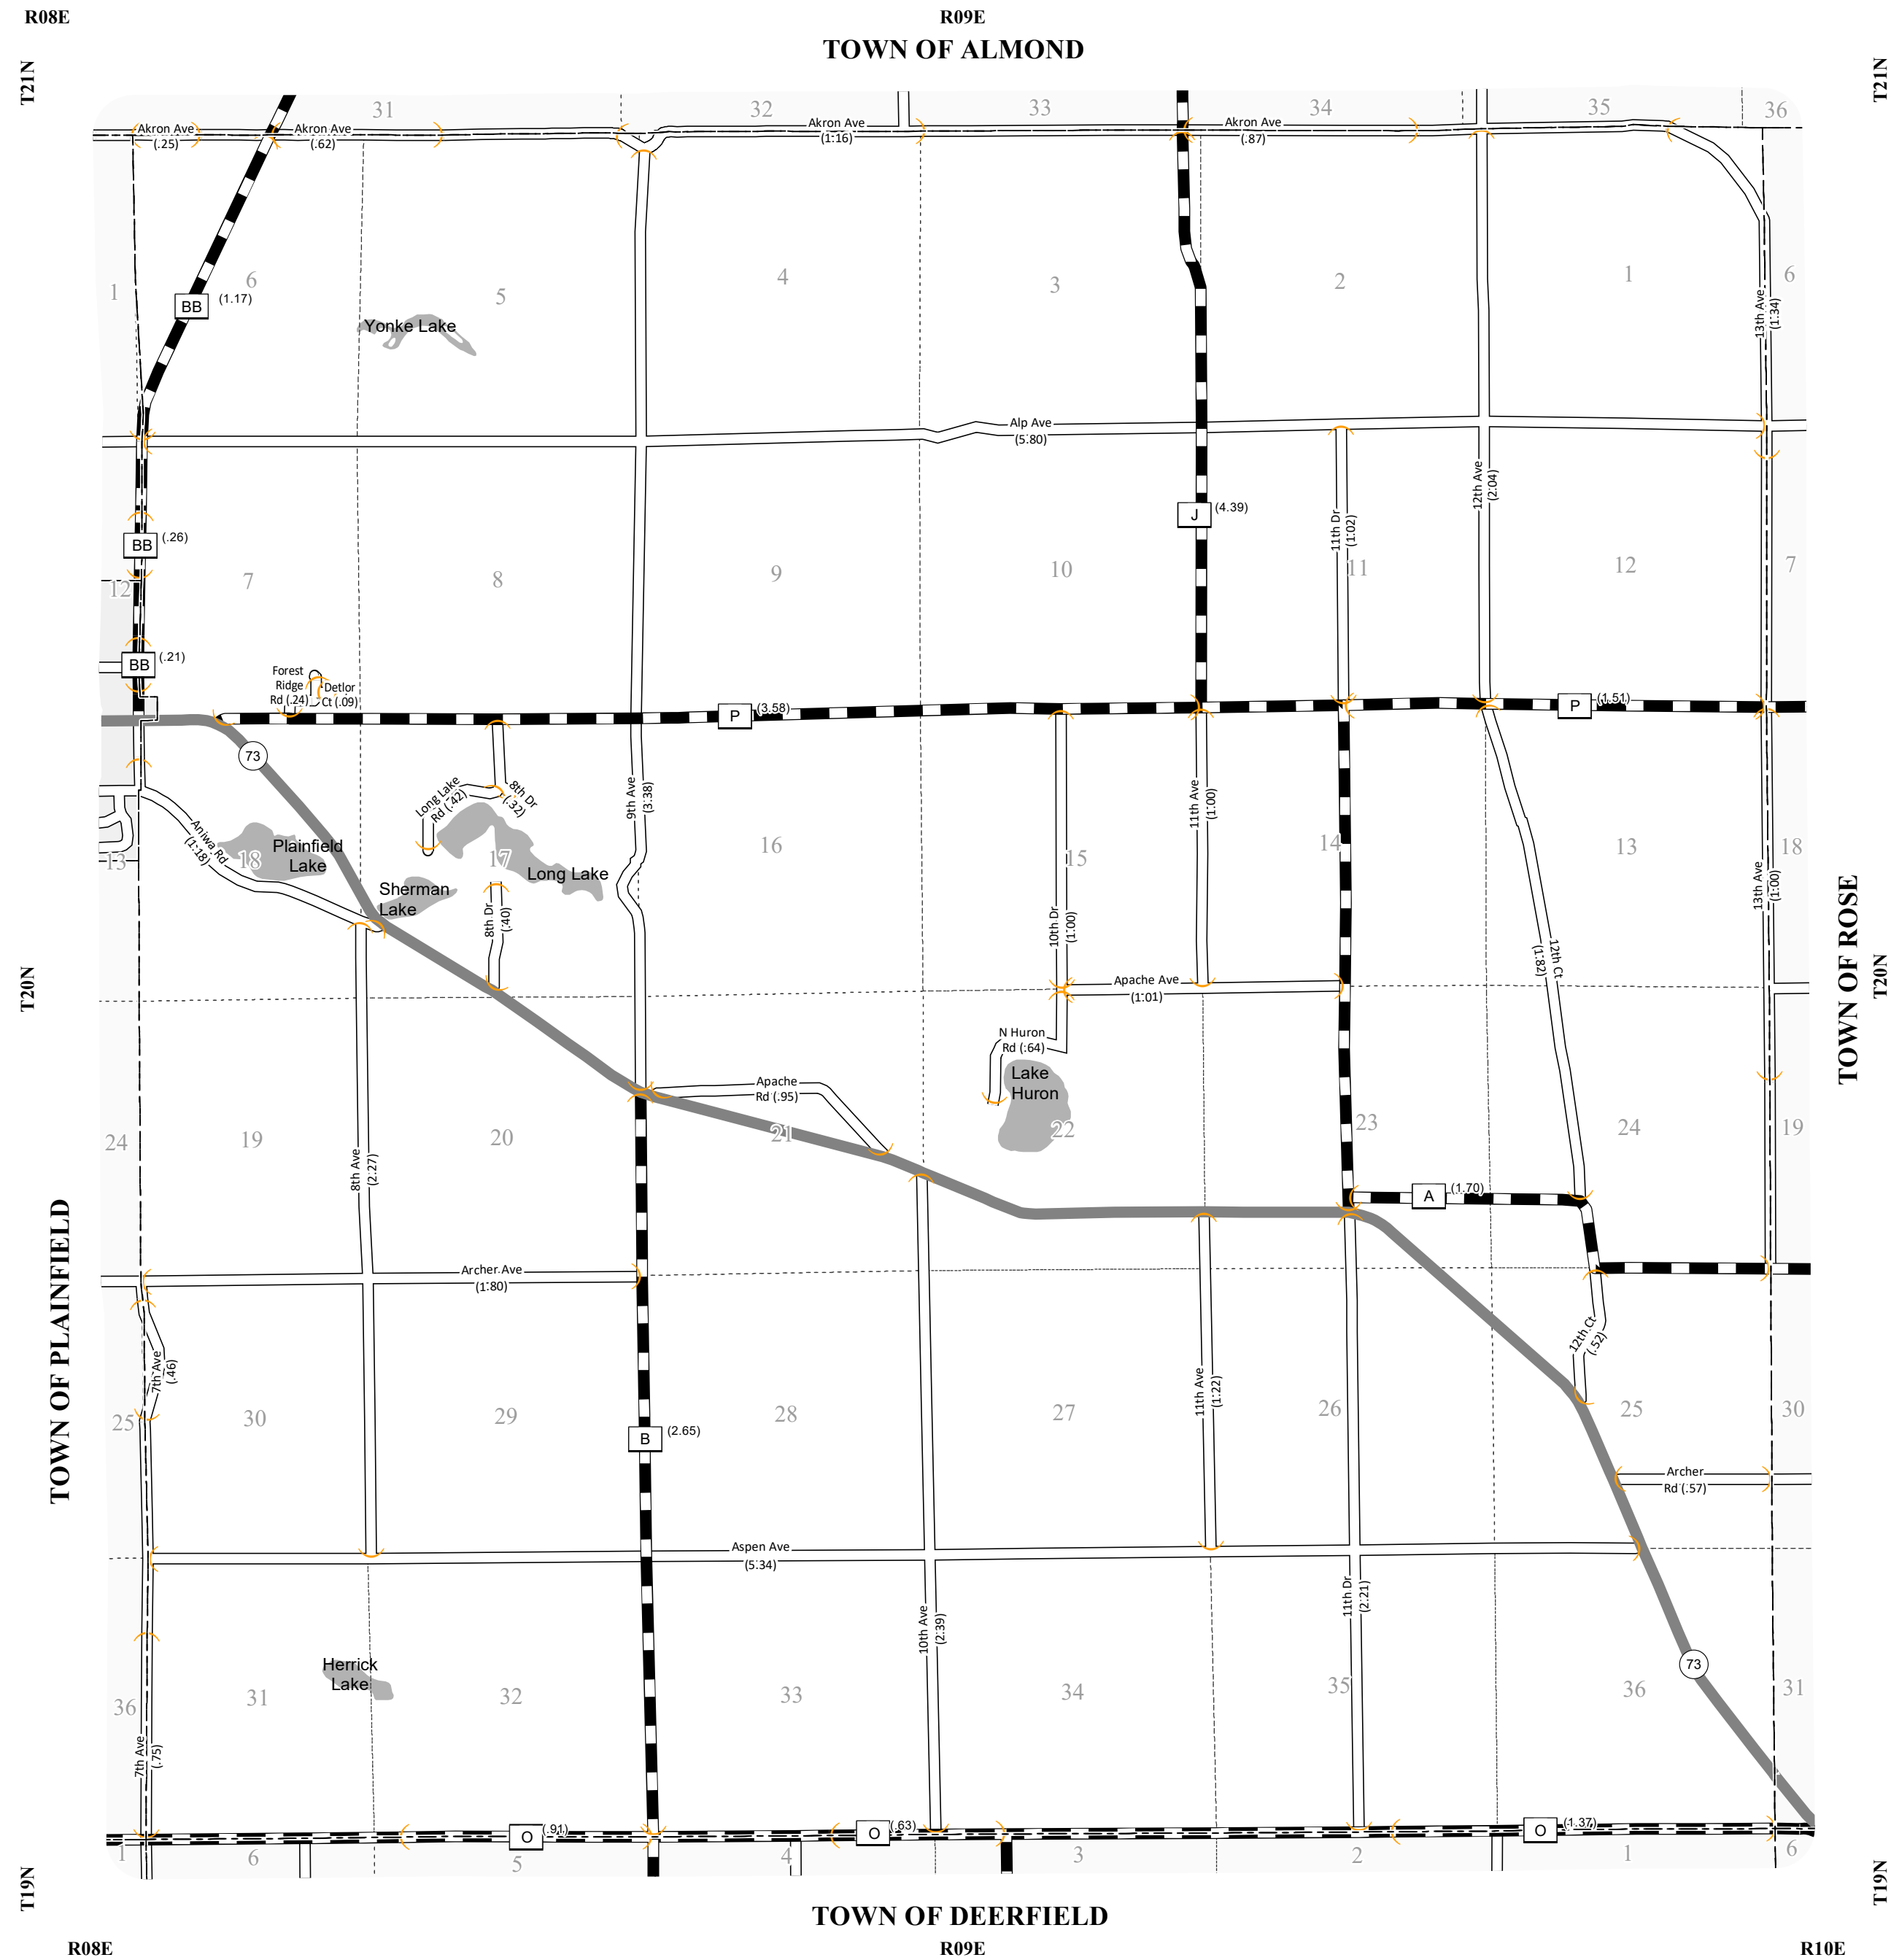 R08E
R09E
TOWN OF ALMOND
T21N
T21N
31
32
33
34
35
36
Akron Ave
(.25)
Akron Ave
(.62)
Akron Ave
(1.16)
Akron Ave
(.87)
1
6
5
4
3
2
1
6
BB
(1.17)
Yonke Lake
13th Ave
(1.34)
Alp Ave
(5.80)
12th Ave
(2.04)
J
(4.39)
11th Dr
(1.02)
BB
(.26)
12
7
8
9
10
11
12
7
BB
(.21)
Forest
Ridge
Rd (.24)
Detlor
Ct (.09)
P
(3.58)
P
(1.51)
73
Long Lake
Rd (.42)
8th Dr
(.32)
9th Ave
(3.38)
11th Ave
(1.00)
Aniwa Rd
(1.18)
13
18
Plainfield
Lake
17
Long Lake
16
15
14
13
18
Sherman
Lake
8th Dr
(.40)
10th Dr
(1.00)
13th Ave
(1.00)
12th Ct
(1.82)
TOWN OF ROSE
T20N
T20N
Apache Ave
(1.01)
N Huron
Rd (.64)
Lake
Huron
Apache
Rd (.95)
24
19
20
21
22
23
24
19
8th Ave
(2.27)
A
(1.70)
TOWN OF PLAINFIELD
Archer Ave
(1.80)
7th Ave
(.46)
12th Ct
(.52)
11th Ave
(1.22)
25
30
29
28
27
26
25
30
B
(2.65)
Archer
Rd (.57)
Aspen Ave
(5.34)
10th Ave
(2.39)
11th Dr
(2.21)
Herrick
Lake
73
36
31
32
33
34
35
36
31
7th Ave
(.75)
O
(.91)
O
(.63)
O
(1.37)
1
6
5
4
3
2
1
6
T19N
T19N
TOWN OF DEERFIELD
R08E
R09E
R10E